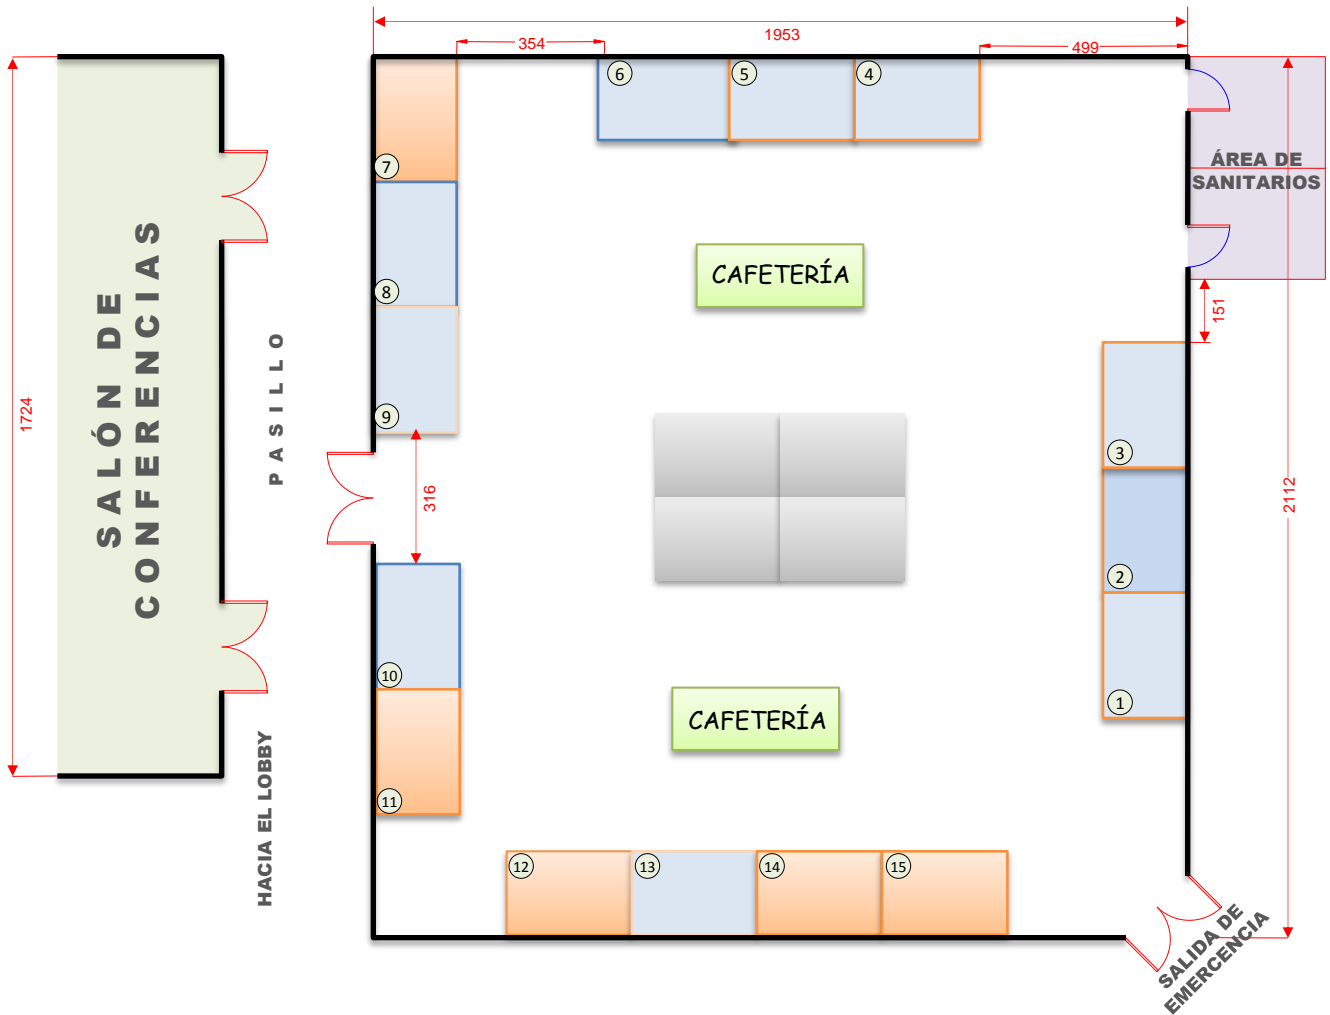 1953
354
499
6
5
4
7
ÁREA DE
SANITARIOS
SALÓN DE
CONFERENCIAS
CAFETERÍA
8
151
PASILLO
1724
9
3
316
2112
2
10
1
CAFETERÍA
HACIA EL LOBBY
11
12
13
14
15
SALIDA DE
EMERCENCIA